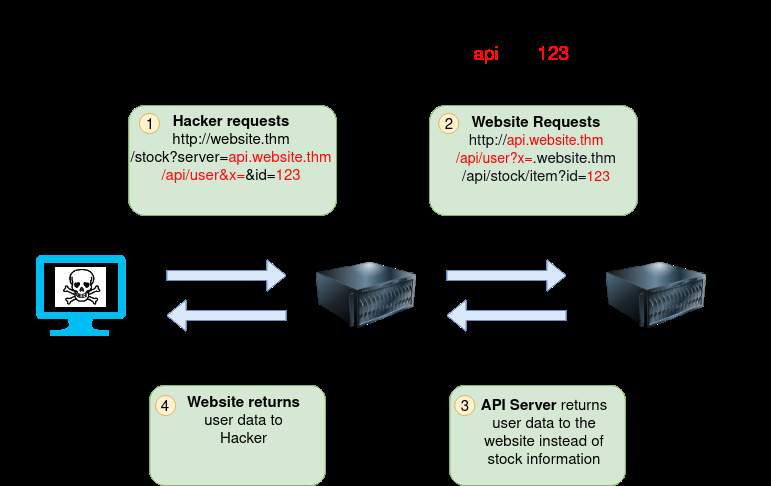 api 123
1 Hacker requests
http://website.thm
/stock?server=api.website.thm
/api/user&x=&id=123
2 Website Requests
http://api.website.thm
/api/user?x=.website.thm
/api/stock/item?id=123
4 Website returns
user data to
Hacker
3 API Server returns
user data to the
website instead of
stock information